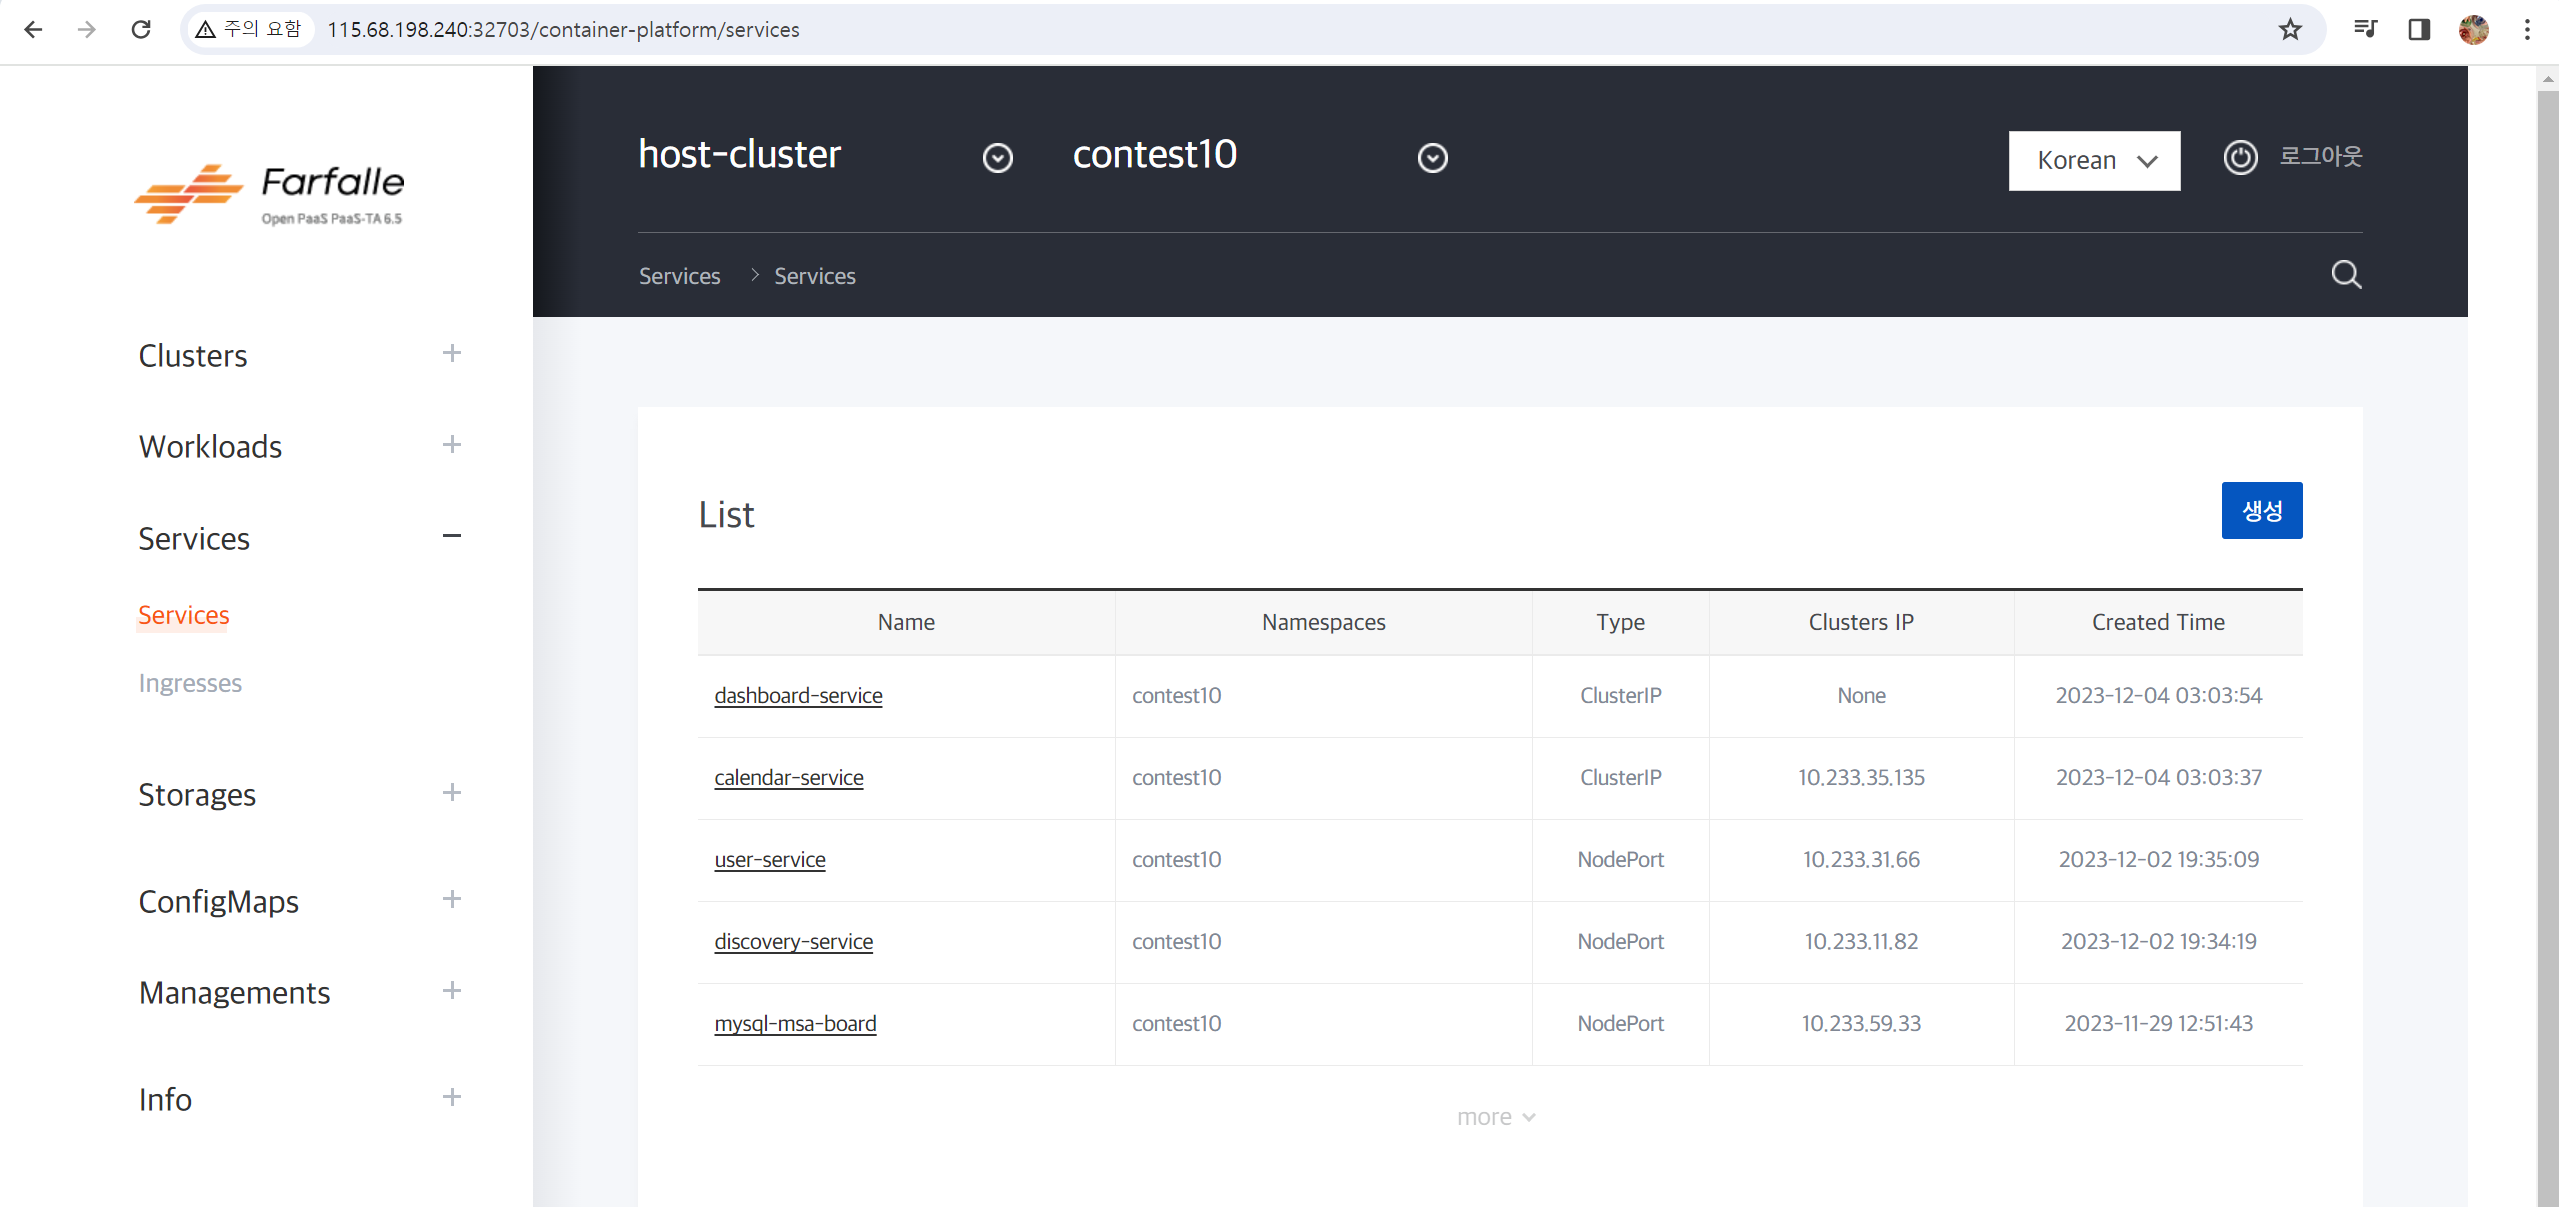 주의 요함 115.68.198.240:32703/container-platform/services
Farfalle
Open PaaS PaaS-TA 6.5
host-cluster contest10 Korean 로그아웃
Services > Services
Clusters
Workloads
Services
Services
Ingresses
Storages
ConfigMaps
Managements
Info
List 생성
Name Namespaces Type Clusters IP Created Time
dashboard-service contest10 ClusterIP None 2023-12-04 03:03:54
calendar-service contest10 ClusterIP 10.233.35.135 2023-12-04 03:03:37
user-service contest10 NodePort 10.233.31.66 2023-12-02 19:35:09
discovery-service contest10 NodePort 10.233.11.82 2023-12-02 19:34:19
mysql-msa-board contest10 NodePort 10.233.59.33 2023-11-29 12:51:43
more